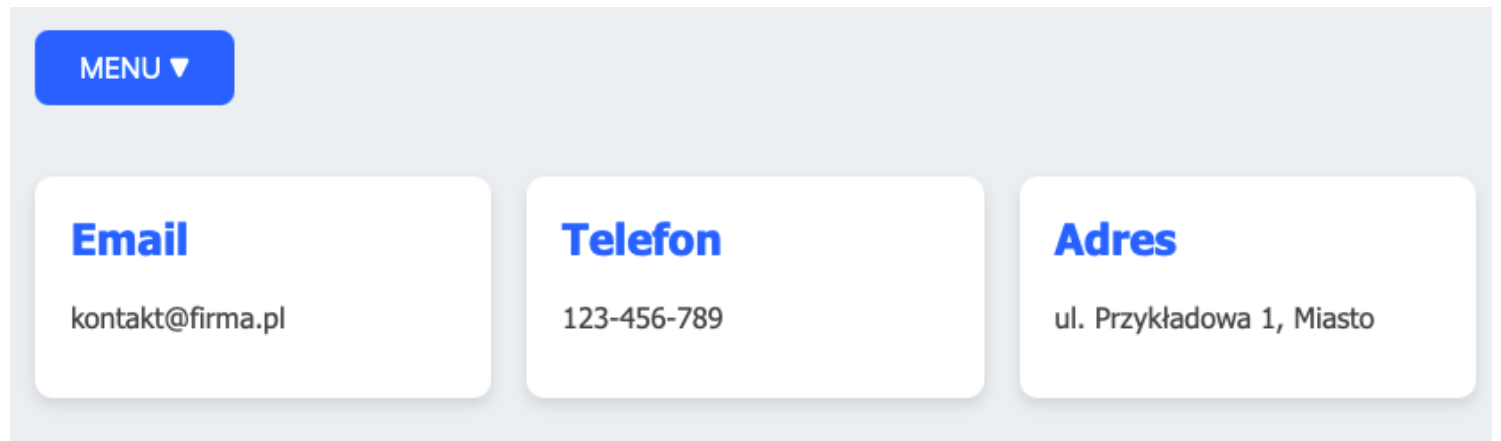 MENU ▼
Email
kontakt@firma.pl
Telefon
123-456-789
Adres
ul. Przykładowa 1, Miasto